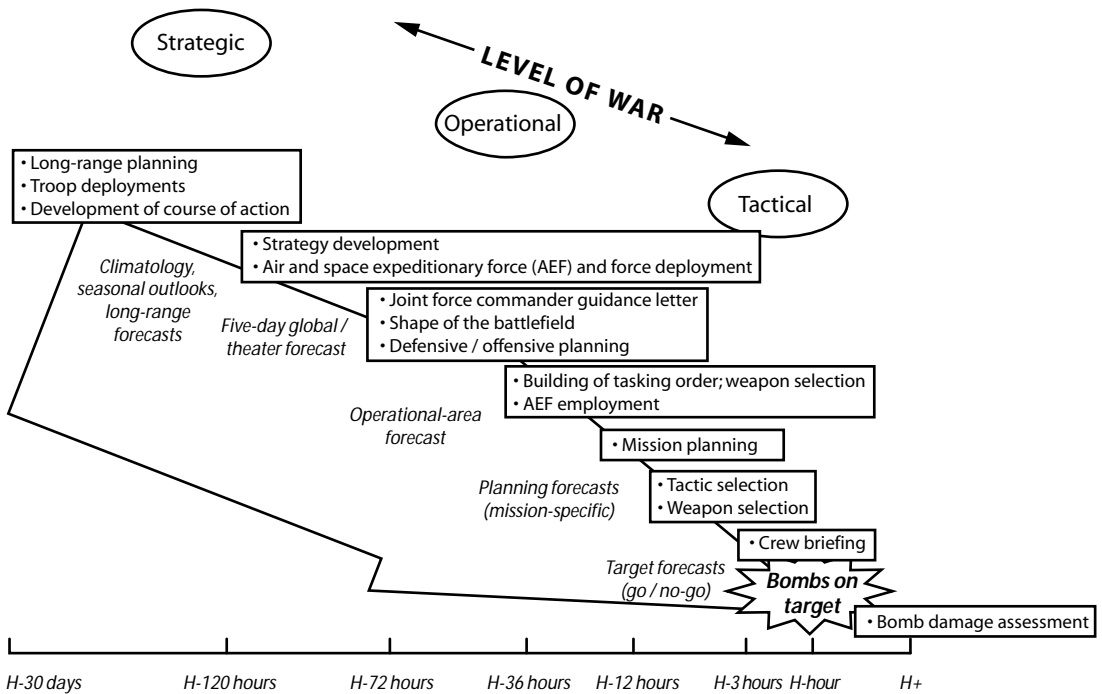 Strategic
LEVEL OF WAR
Operational
Tactical
• Long-range planning
• Troop deployments
• Development of course of action
• Strategy development
• Air and space expeditionary force (AEF) and force deployment
Climatology,
seasonal outlooks,
long-range
forecasts
• Joint force commander guidance letter
• Shape of the battlefield
• Defensive / offensive planning
Five-day global /
theater forecast
• Building of tasking order; weapon selection
• AEF employment
Operational-area
forecast
• Mission planning
• Tactic selection
• Weapon selection
Planning forecasts
(mission-specific)
• Crew briefing
Target forecasts
(go / no-go)
Bombs on
target
• Bomb damage assessment
H-30 days H-120 hours H-72 hours H-36 hours H-12 hours H-3 hours H-hour H+